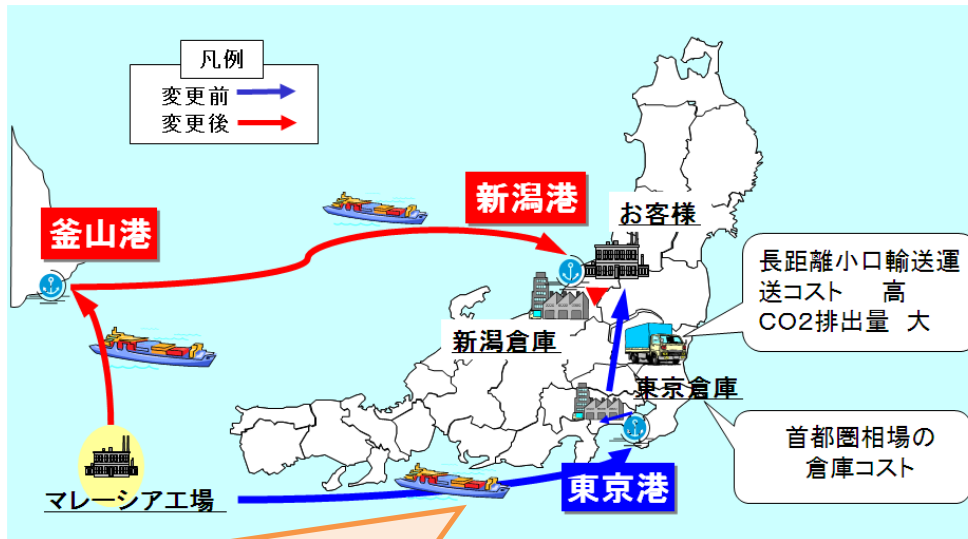 凡例
変更前
変更後
新潟港
お客様
釜山港
長距離小口輸送運
送コスト 高
CO2排出量 大
新潟倉庫
東京倉庫
首都圏相場の
倉庫コスト
東京港
マレーシア工場